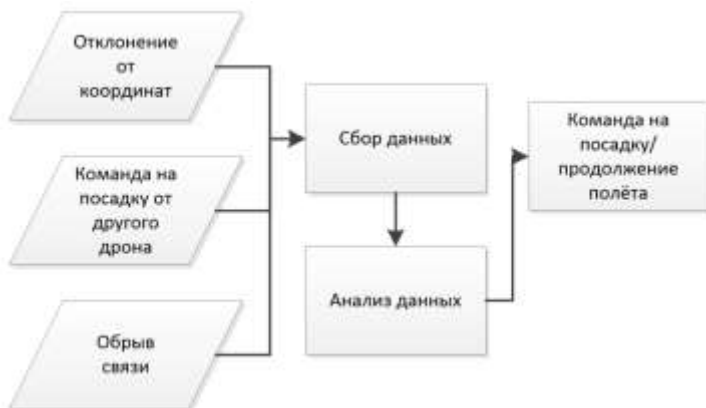 Отклонение
от
координат
Команда на
посадку от
другого
дрона
Обрыв
связи
Сбор данных
Анализ данных
Команда на
посадку/
продолжение
полёта